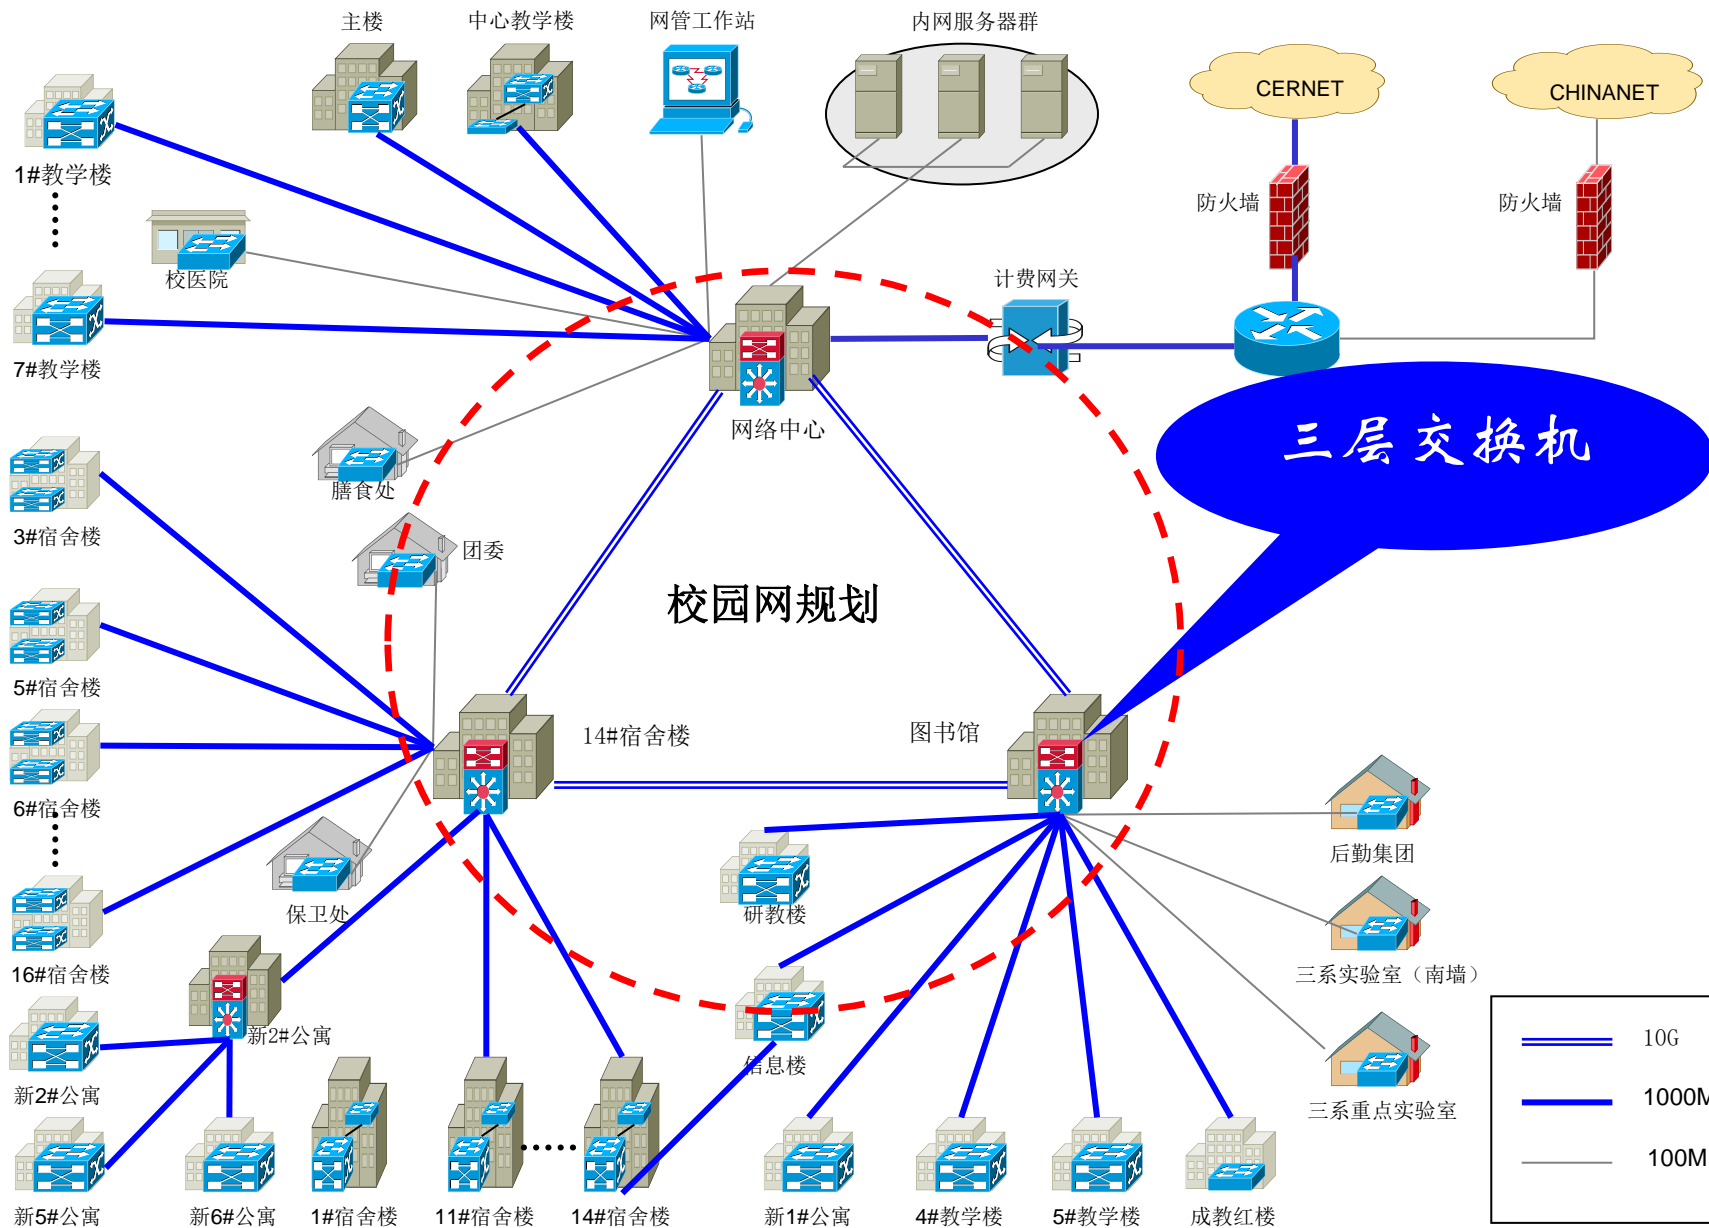 主楼
中心教学楼
网管工作站
内网服务器群
CERNET
CHINANET
1#教学楼
防火墙
防火墙
校医院
计费网关
7#教学楼
网络中心
三层交换机
膳食处
3#宿舍楼
团委
校园网规划
5#宿舍楼
14#宿舍楼
图书馆
6#宿舍楼
后勤集团
保卫处
研教楼
16#宿舍楼
三系实验室（南墙）
新2#公寓
10G
信息楼
新2#公寓
1000M
三系重点实验室
100M
新5#公寓
新6#公寓
1#宿舍楼
11#宿舍楼
14#宿舍楼
新1#公寓
4#教学楼
5#教学楼
成教红楼